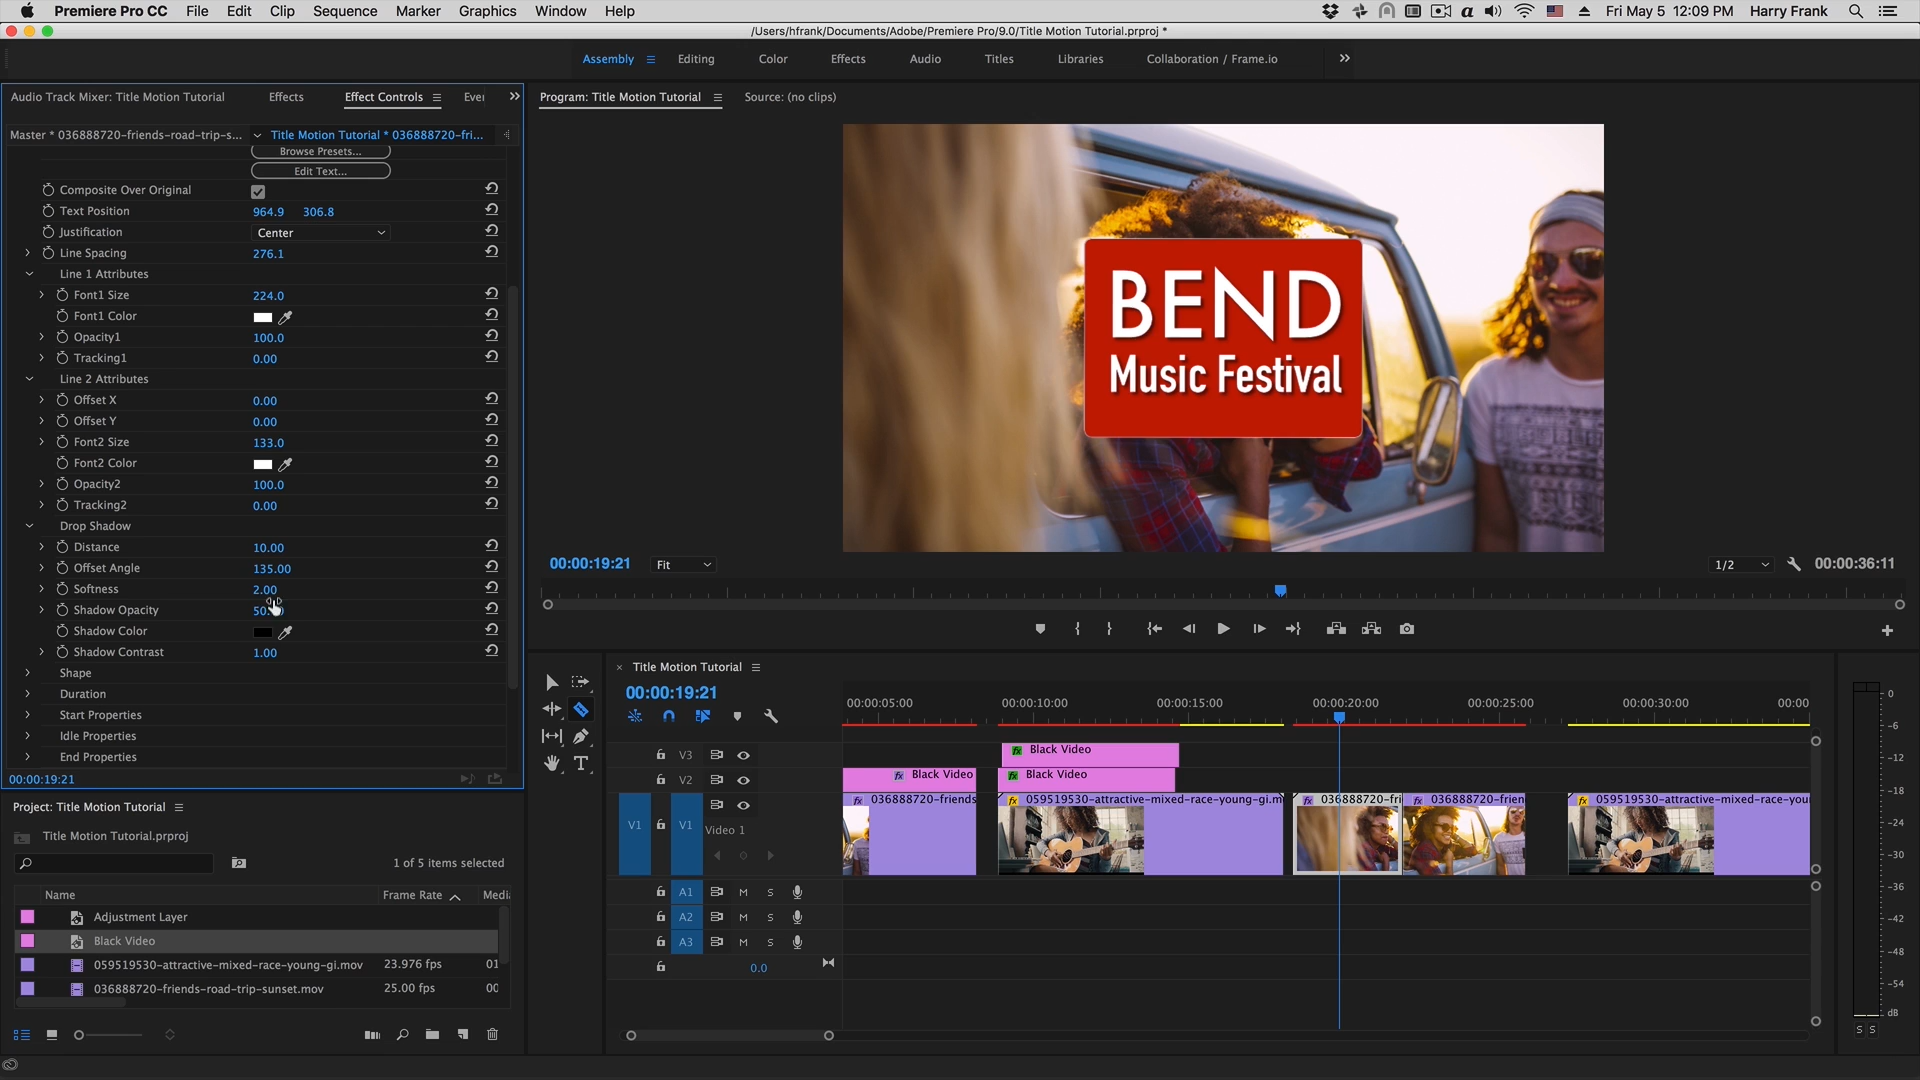 Premiere Pro CC File Edit Clip Sequence Marker Graphics Window Help
a Fri May 5 12:09 PM Harry Frank
/Users/hfrank/Documents/Adobe/Premiere Pro/9.0/Title Motion Tutorial.prproj *
Assembly Editing Color Effects Audio Titles Libraries Collaboration / Frame.io
Audio Track Mixer: Title Motion Tutorial Effects Effect Controls
Program: Title Motion Tutorial Source: (no clips)
Master * 036888720-friends-road-trip-s... Title Motion Tutorial * 036888720-fri...
Browse Presets...
Edit Text...
Composite Over Original
Text Position 964.9 306.8
Justification Center
Line Spacing 276.1
Line 1 Attributes
Font1 Size 224.0
Font1 Color
Opacity1 100.0
Tracking1 0.00
Line 2 Attributes
Offset X 0.00
Offset Y 0.00
Font2 Size 133.0
Font2 Color
Opacity2 100.0
Tracking2 0.00
Drop Shadow
Distance 10.00
Offset Angle 135.00
Softness 2.00
Shadow Opacity
Shadow Color
Shadow Contrast 1.00
Shape
Duration
Start Properties
Idle Properties
End Properties
00:00:19:21
BEND
Music Festival
00:00:19:21 Fit 1/2 00:00:36:11
Project: Title Motion Tutorial
Title Motion Tutorial.prproj
1 of 5 items selected
Name Frame Rate
Adjustment Layer
Black Video
059519530-attractive-mixed-race-young-gi.mov 23.976 fps 01
036888720-friends-road-trip-sunset.mov 25.00 fps
× Title Motion Tutorial
00:00:19:21
00:00:05:00 00:00:10:00 00:00:15:00 00:00:20:00 00:00:25:00 00:00:30:00 00:00
V3 fx Black Video
V2 fx Black Video fx Black Video
V1 V1 Video 1
fx 036888720-friends fx 059519530-attractive-mixed-race-young-gi.m fx 036888720-fri fx 036888720-frien fx 059519530-attractive-mixed-race-you
A1 M S
A2 M S
A3 M S
0.0
0
-6
-12
-18
-24
-30
-36
-42
-48
-54
dB
S S